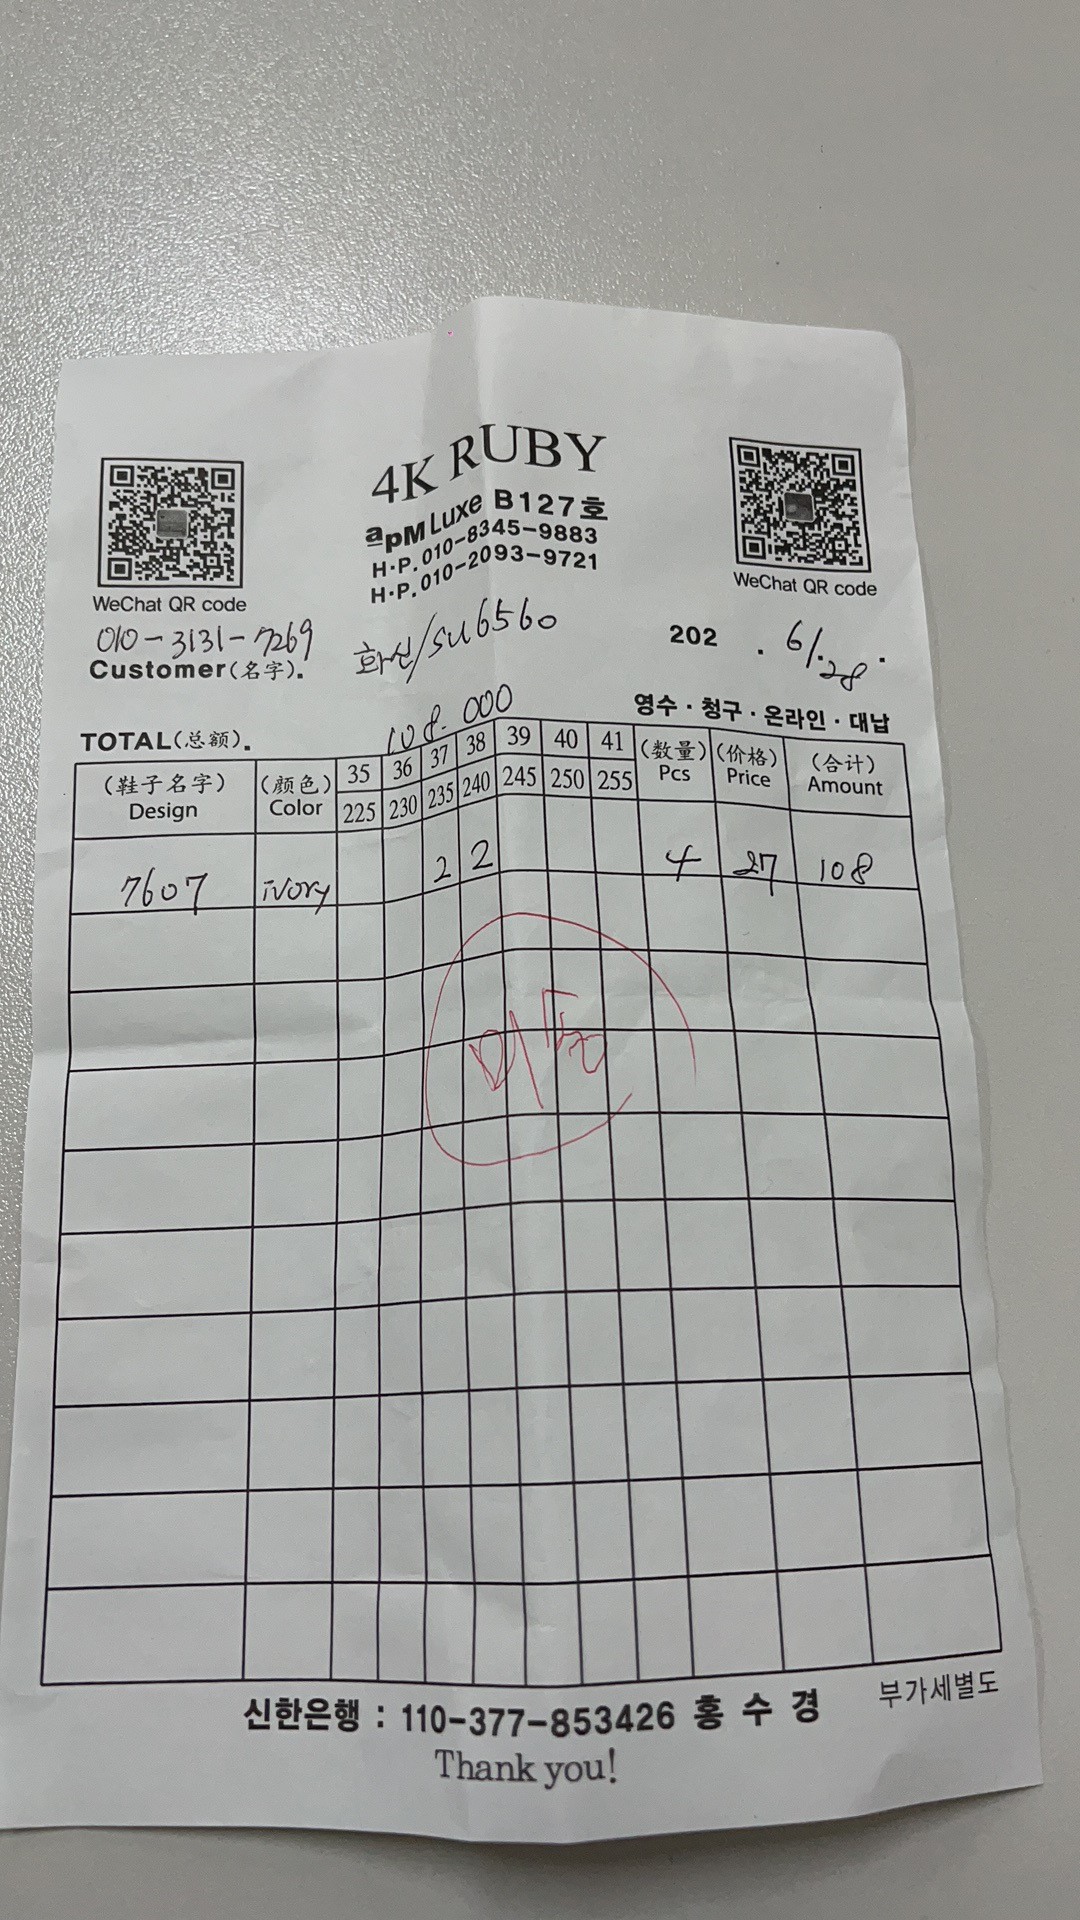 4K RUBY
apM Luxe B127호
H·P. 010-8345-9883
H·P. 010-2093-9721
WeChat QR code
WeChat QR code
010-3131-7269
화신/su6560
Customer(名字).
202 . 6/. 28 .
영수 · 청구 · 온라인 · 대납
TOTAL(总额). 108.000
(鞋子名字) (颜色) 35 36 37 38 39 40 41 (数量) (价格) (合计)
Design Color 225 230 235 240 245 250 255 Pcs Price Amount
7607 ivory 2 2 4 27 108
신한은행 : 110-377-853426 홍 수 경
부가세별도
Thank you!